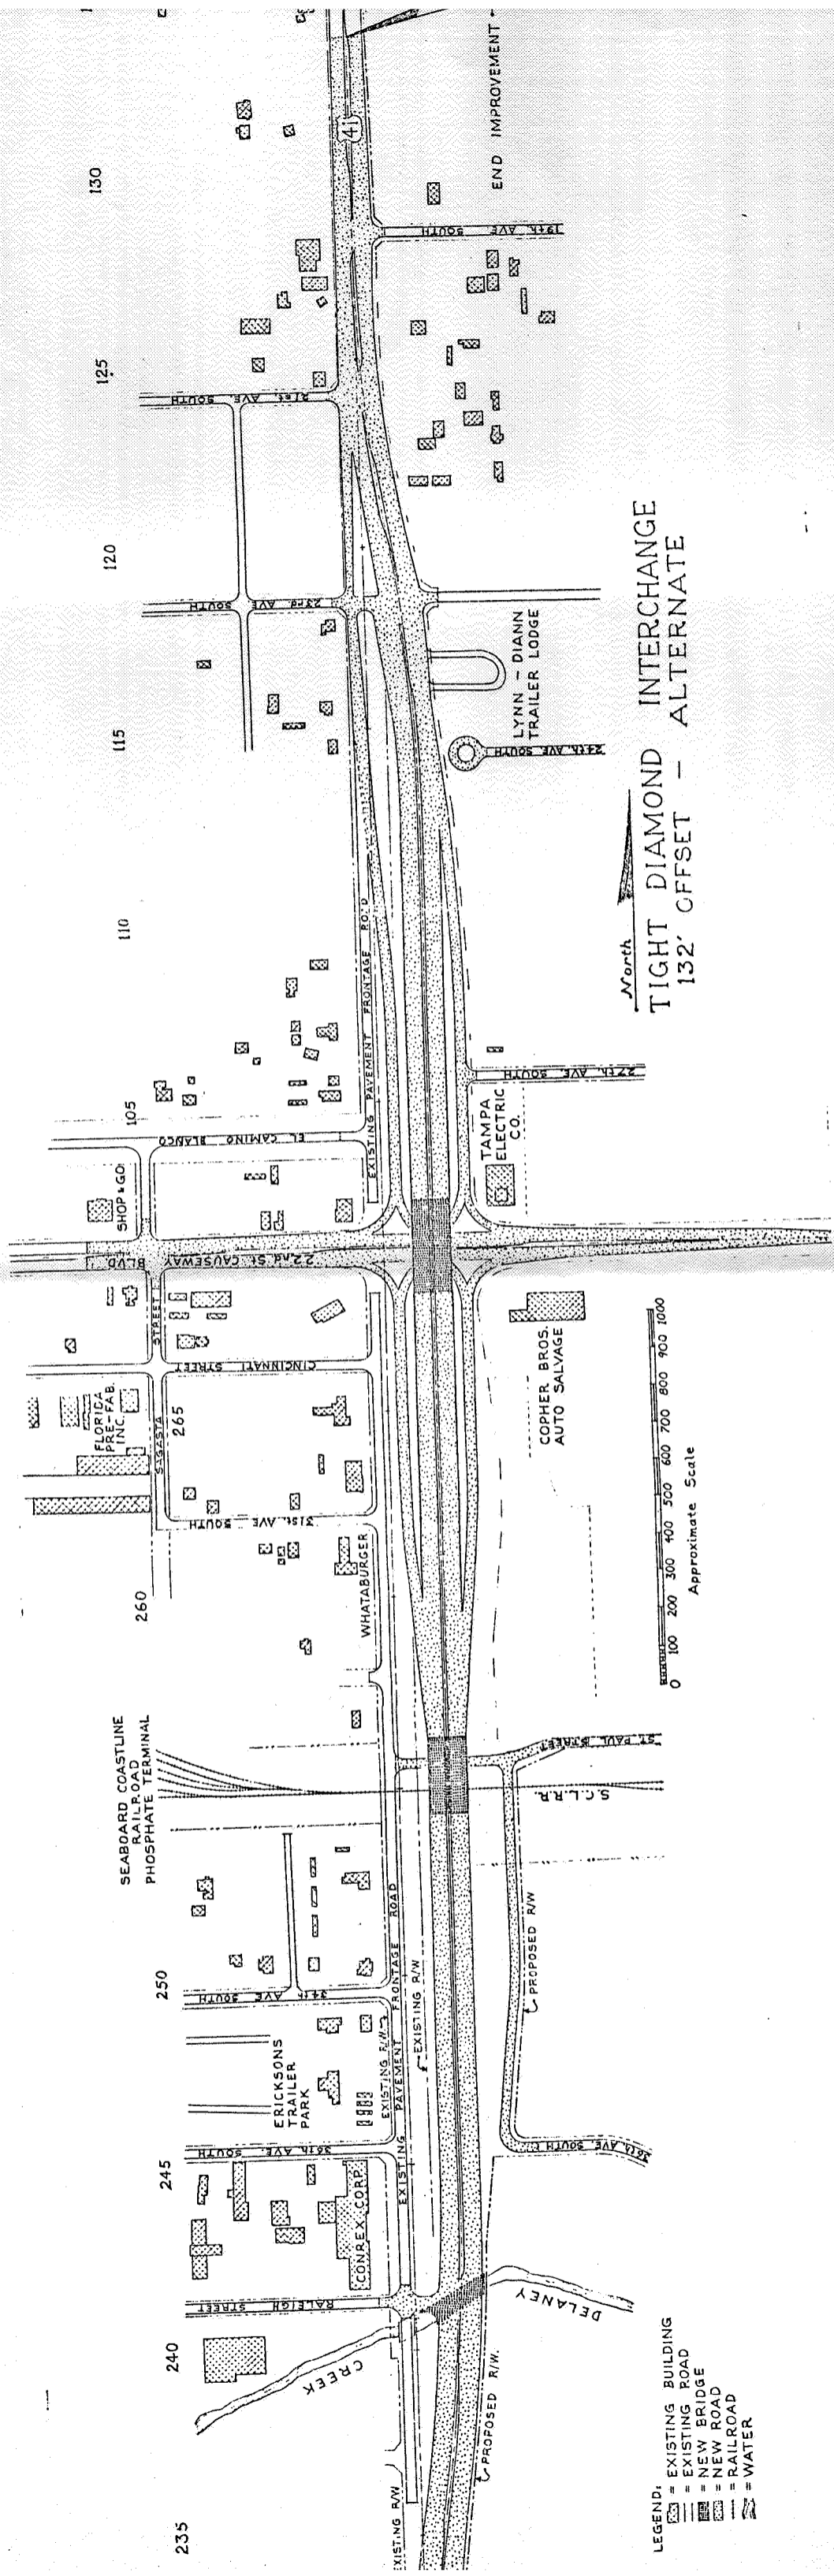 END IMPROVEMENT
41
130
19th. AVE SOUTH
125
21st. AVE. SOUTH
120
23rd AVE SOUTH
LYNN - DIANN
TRAILER LODGE
115
24th. AVE SOUTH
TIGHT DIAMOND INTERCHANGE
132' OFFSET - ALTERNATE
North
110
EXISTING PAVEMENT FRONTAGE ROAD
27th. AVE. SOUTH
105
EL CAMINO BLANCO
TAMPA
ELECTRIC
CO.
SHOP & GO
22nd St. CAUSEWAY
BLVD
STREET
CINCINNATI STREET
COPHER BROS.
AUTO SALVAGE
FLORIDA
PRE-FAB.
INC.
SAGASTA
265
31st. AVE SOUTH
WHATABURGER
260
0 100 200 300 400 500 600 700 800 900 1000
Approximate Scale
SEABOARD COASTLINE
RAILROAD
PHOSPHATE TERMINAL
ST. PAUL STREET
S.C.L.R.R.
EXISTING PAVEMENT FRONTAGE ROAD
EXISTING R/W
PROPOSED R/W
250
34th. AVE SOUTH
EXISTING R/W
ERICKSONS
TRAILER
PARK
36th. AVE. SOUTH
36th. AVE SOUTH
245
CONREX CORP.
RALEIGH STREET
DELANEY
CREEK
240
PROPOSED R/W.
EXISTING R/W
235
LEGEND:
= EXISTING BUILDING
= EXISTING ROAD
= NEW BRIDGE
= NEW ROAD
= RAILROAD
= WATER